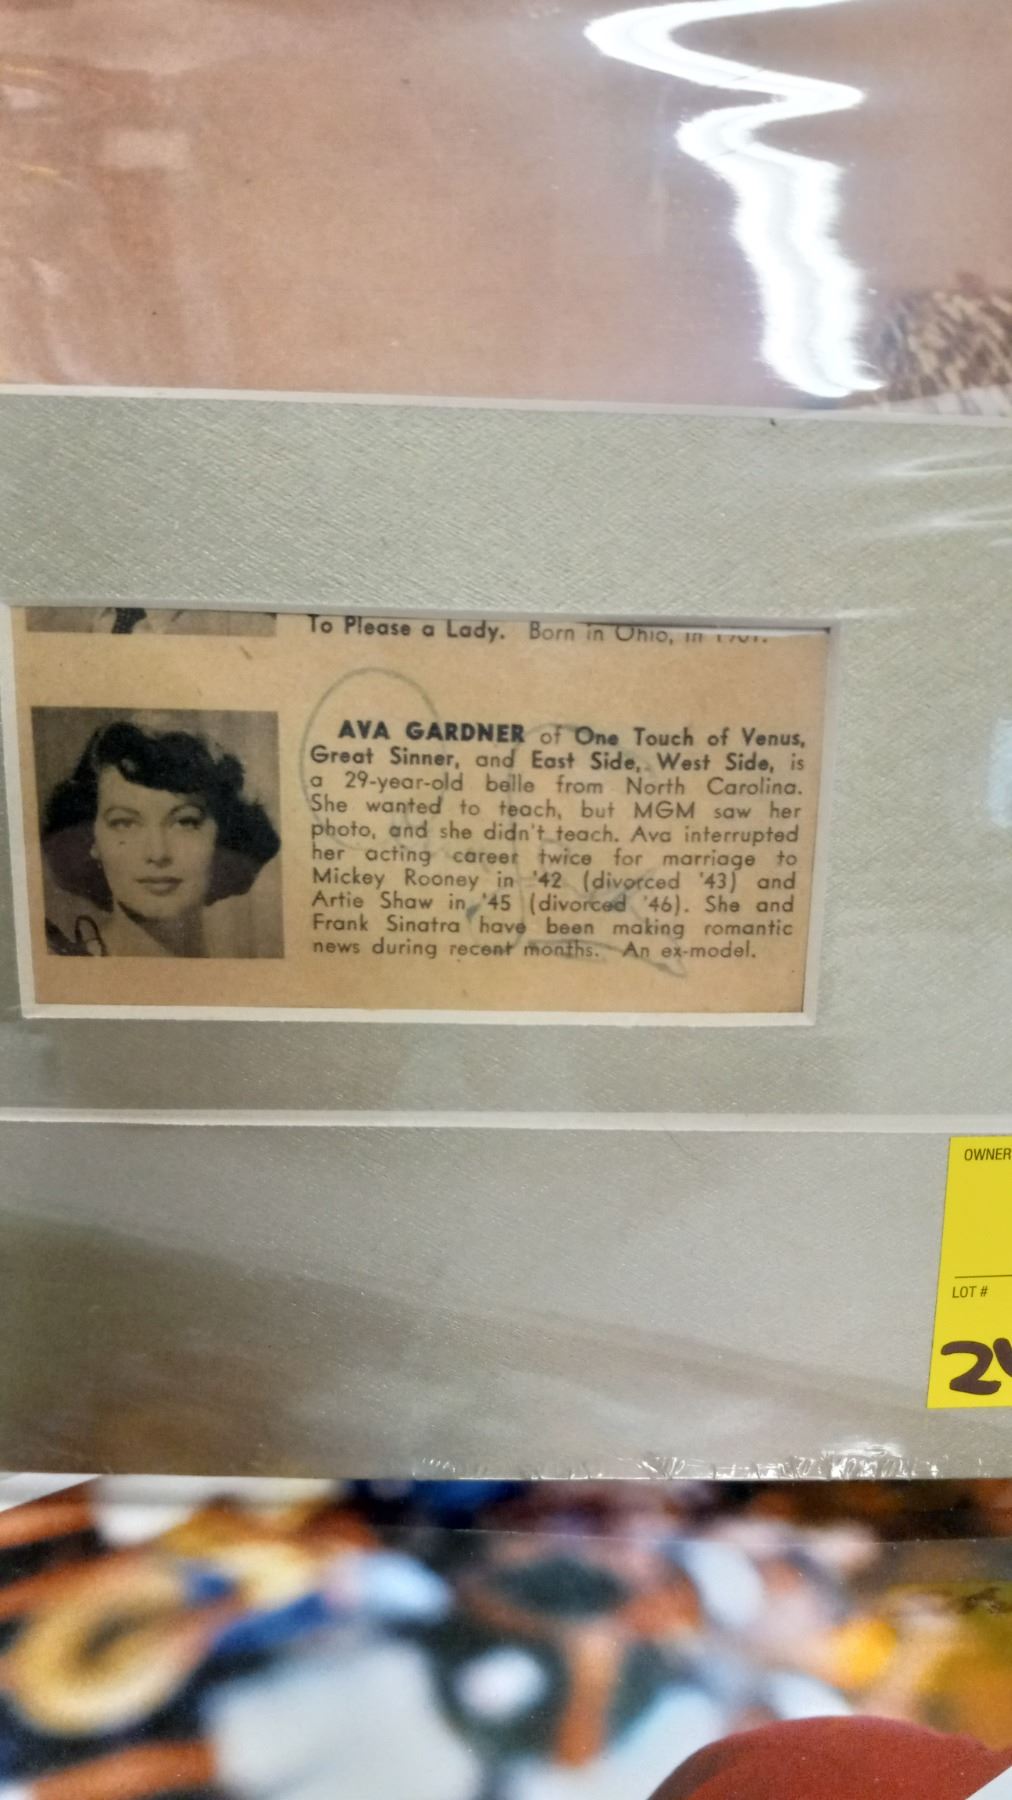 To Please a Lady. Born in Ohio, in
AVA GARDNER of One Touch of Venus,
Great Sinner, and East Side, West Side, is
a 29-year-old belle from North Carolina.
She wanted to teach, but MGM saw her
photo, and she didn't teach. Ava interrupted
her acting career twice for marriage to
Mickey Rooney in '42 (divorced '43) and
Artie Shaw in '45 (divorced '46). She and
Frank Sinatra have been making romantic
news during recent months. An ex-model.
OWNER
LOT #